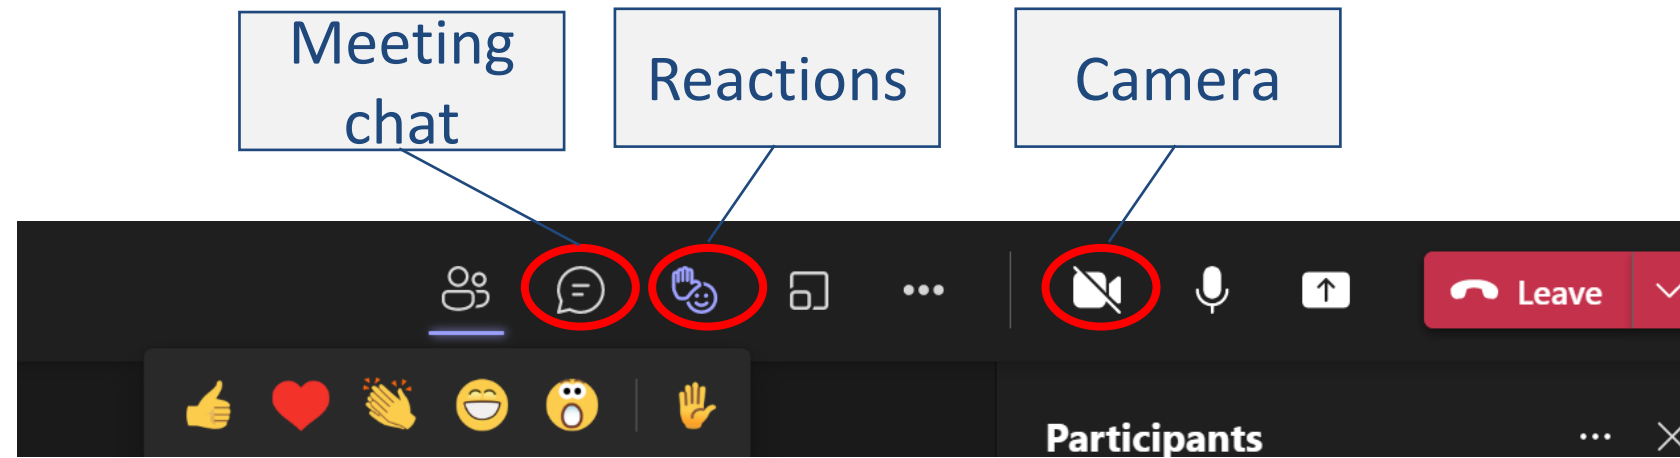 Meeting
chat
Reactions
Camera
Leave
Participants